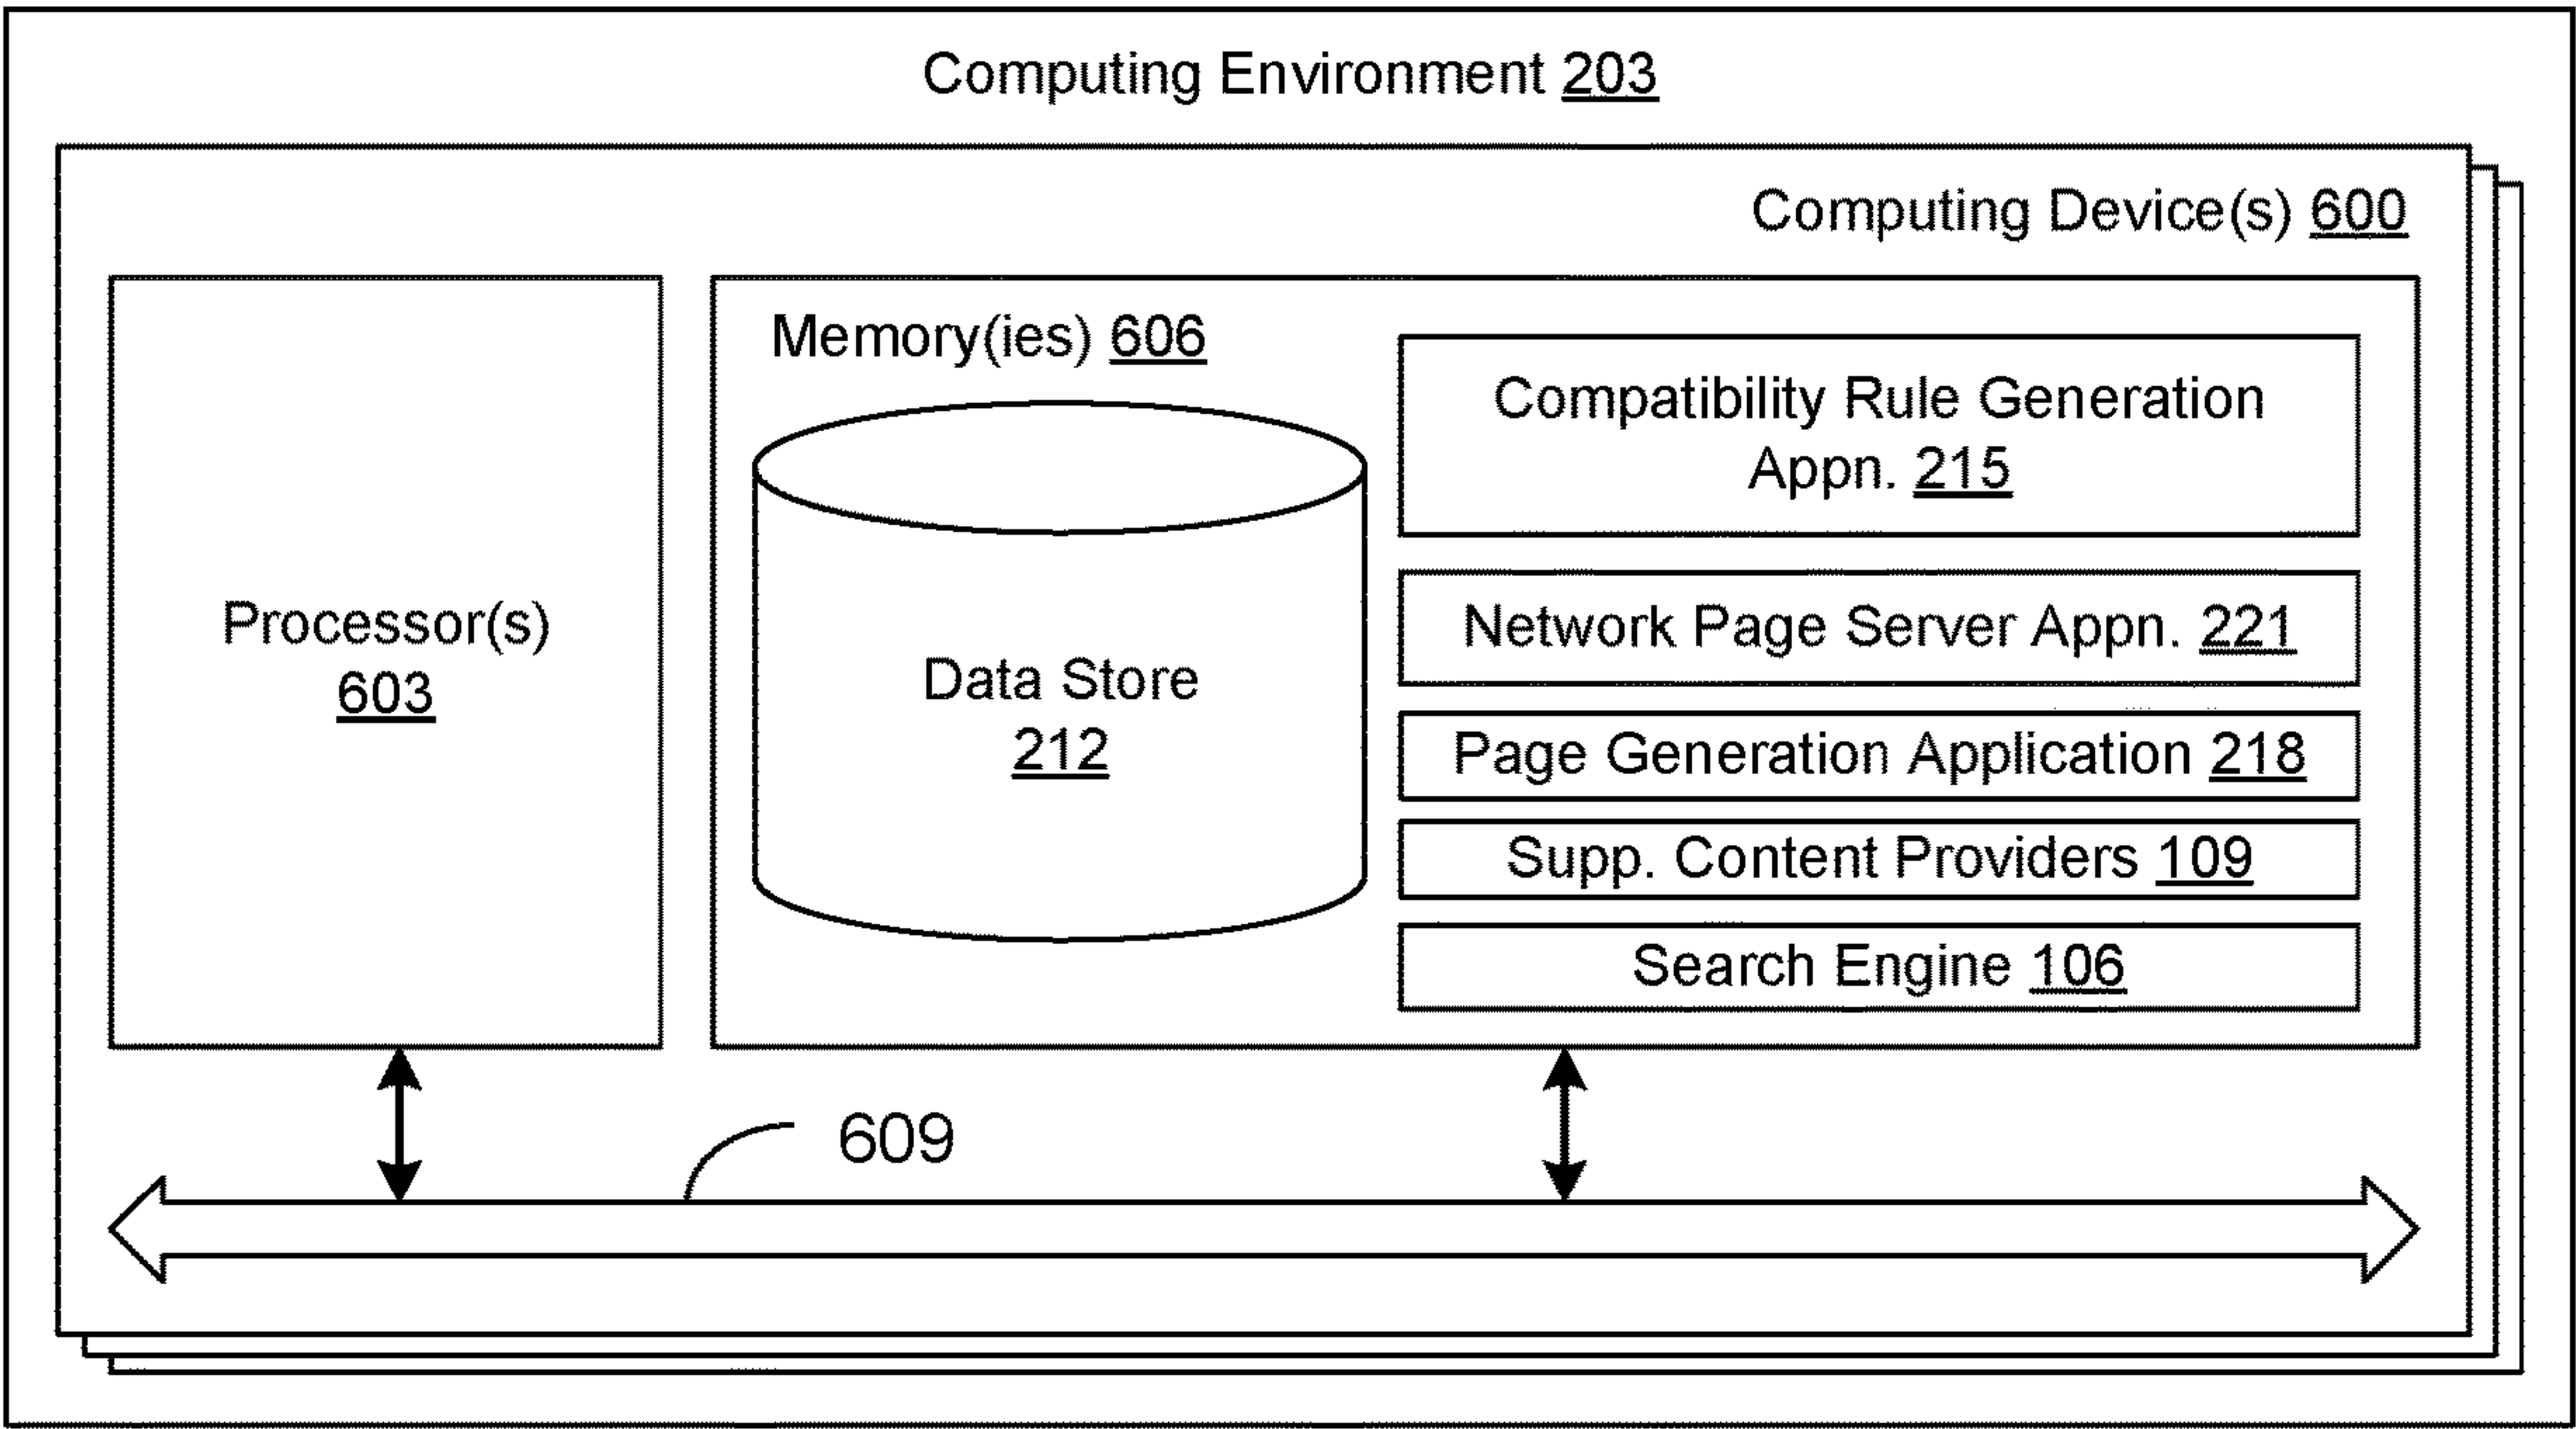 Computing Environment 203
Computing Device(s) 600
Processor(s)
603
Memory(ies) 606
Data Store
212
Compatibility Rule Generation
Appn. 215
Network Page Server Appn. 221
Page Generation Application 218
Supp. Content Providers 109
Search Engine 106
609